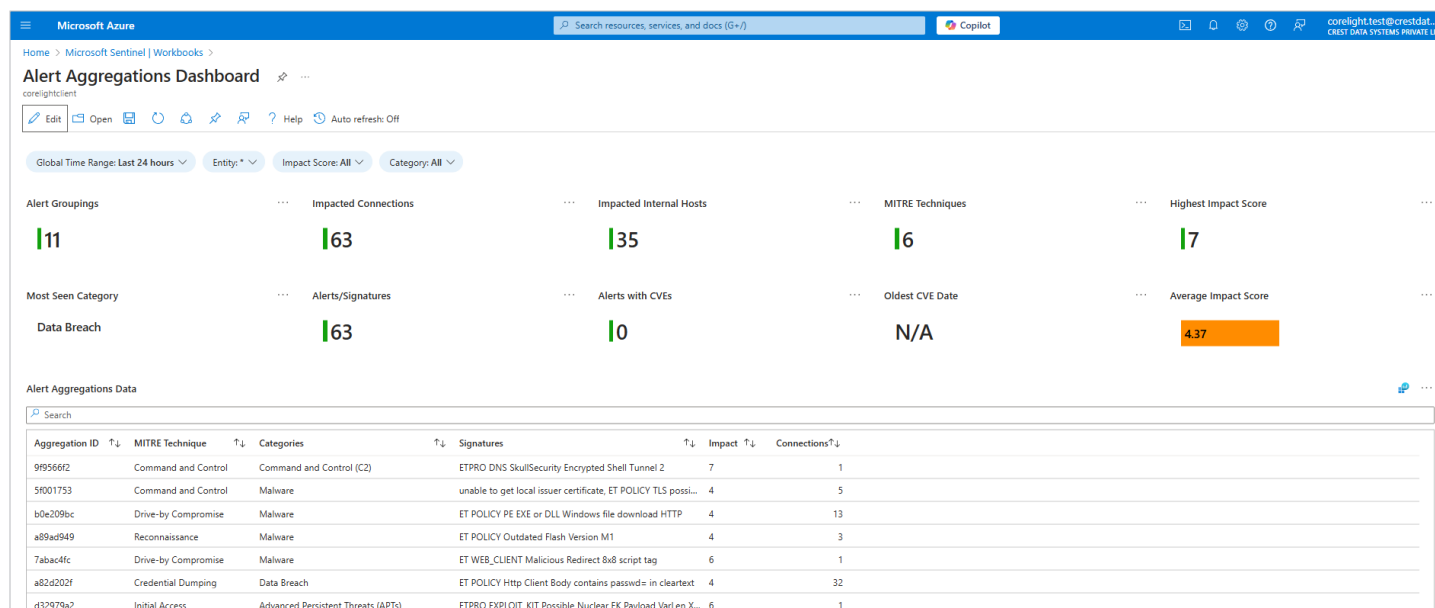 Microsoft Azure
Search resources, services, and docs (G+/)
Copilot
corelight.test@crestdat...
CREST DATA SYSTEMS PRIVATE LI
Home > Microsoft Sentinel | Workbooks >
Alert Aggregations Dashboard
corelightclient
Edit Open ? Help Auto refresh: Off
Global Time Range: Last 24 hours Entity: * Impact Score: All Category: All
Alert Groupings ... Impacted Connections ... Impacted Internal Hosts ... MITRE Techniques ... Highest Impact Score ...
11 63 35 6 7
Most Seen Category ... Alerts/Signatures ... Alerts with CVEs ... Oldest CVE Date ... Average Impact Score ...
Data Breach 63 0 N/A 4.37
Alert Aggregations Data
Search
Aggregation ID ↑↓ MITRE Technique ↑↓ Categories ↑↓ Signatures ↑↓ Impact ↑↓ Connections↑↓
9f9566f2 Command and Control Command and Control (C2) ETPRO DNS SkullSecurity Encrypted Shell Tunnel 2 7 1
5f001753 Command and Control Malware unable to get local issuer certificate, ET POLICY TLS possi... 4 5
b0e209bc Drive-by Compromise Malware ET POLICY PE EXE or DLL Windows file download HTTP 4 13
a89ad949 Reconnaissance Malware ET POLICY Outdated Flash Version M1 4 3
7abac4fc Drive-by Compromise Malware ET WEB_CLIENT Malicious Redirect 8x8 script tag 6 1
a82d202f Credential Dumping Data Breach ET POLICY Http Client Body contains passwd= in cleartext 4 32
d32979a2 Initial Access Advanced Persistent Threats (APTs) ETPRO EXPLOIT_KIT Possible Nuclear EK Payload VarLen X... 6 1